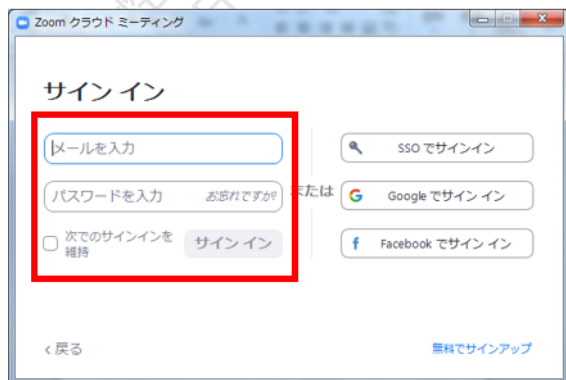 Zoom クラウド ミーティング
サイン イン
メールを入力
パスワードを入力 お忘れですか?
次でのサインインを
維持
サイン イン
または
SSO でサインイン
Google でサイン イン
Facebook でサイン イン
戻る
無料でサインアップ